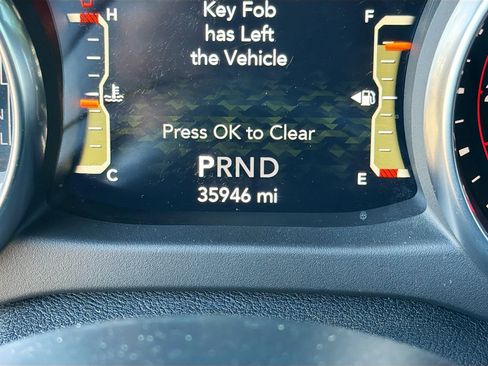 Key Fob
has Left
the Vehicle
H
F
Press OK to Clear
C
PRND
E
35946 mi